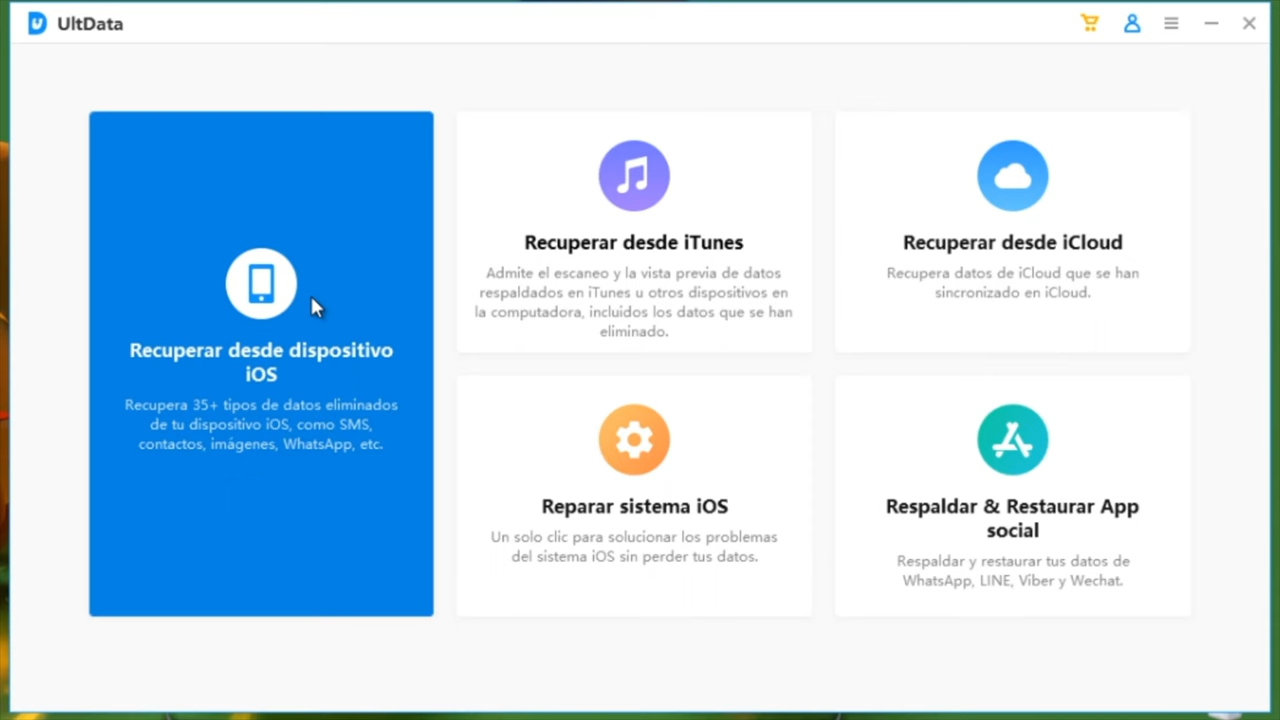 UltData
Recuperar desde dispositivo
iOS
Recupera 35+ tipos de datos eliminados
de tu dispositivo iOS, como SMS,
contactos, imágenes, WhatsApp, etc.
Recuperar desde iTunes
Admite el escaneo y la vista previa de datos
respaldados en iTunes u otros dispositivos en
la computadora, incluidos los datos que se han
eliminado.
Recuperar desde iCloud
Recupera datos de iCloud que se han
sincronizado en iCloud.
Reparar sistema iOS
Un solo clic para solucionar los problemas
del sistema iOS sin perder tus datos.
Respaldar & Restaurar App
social
Respaldar y restaurar tus datos de
WhatsApp, LINE, Viber y Wechat.